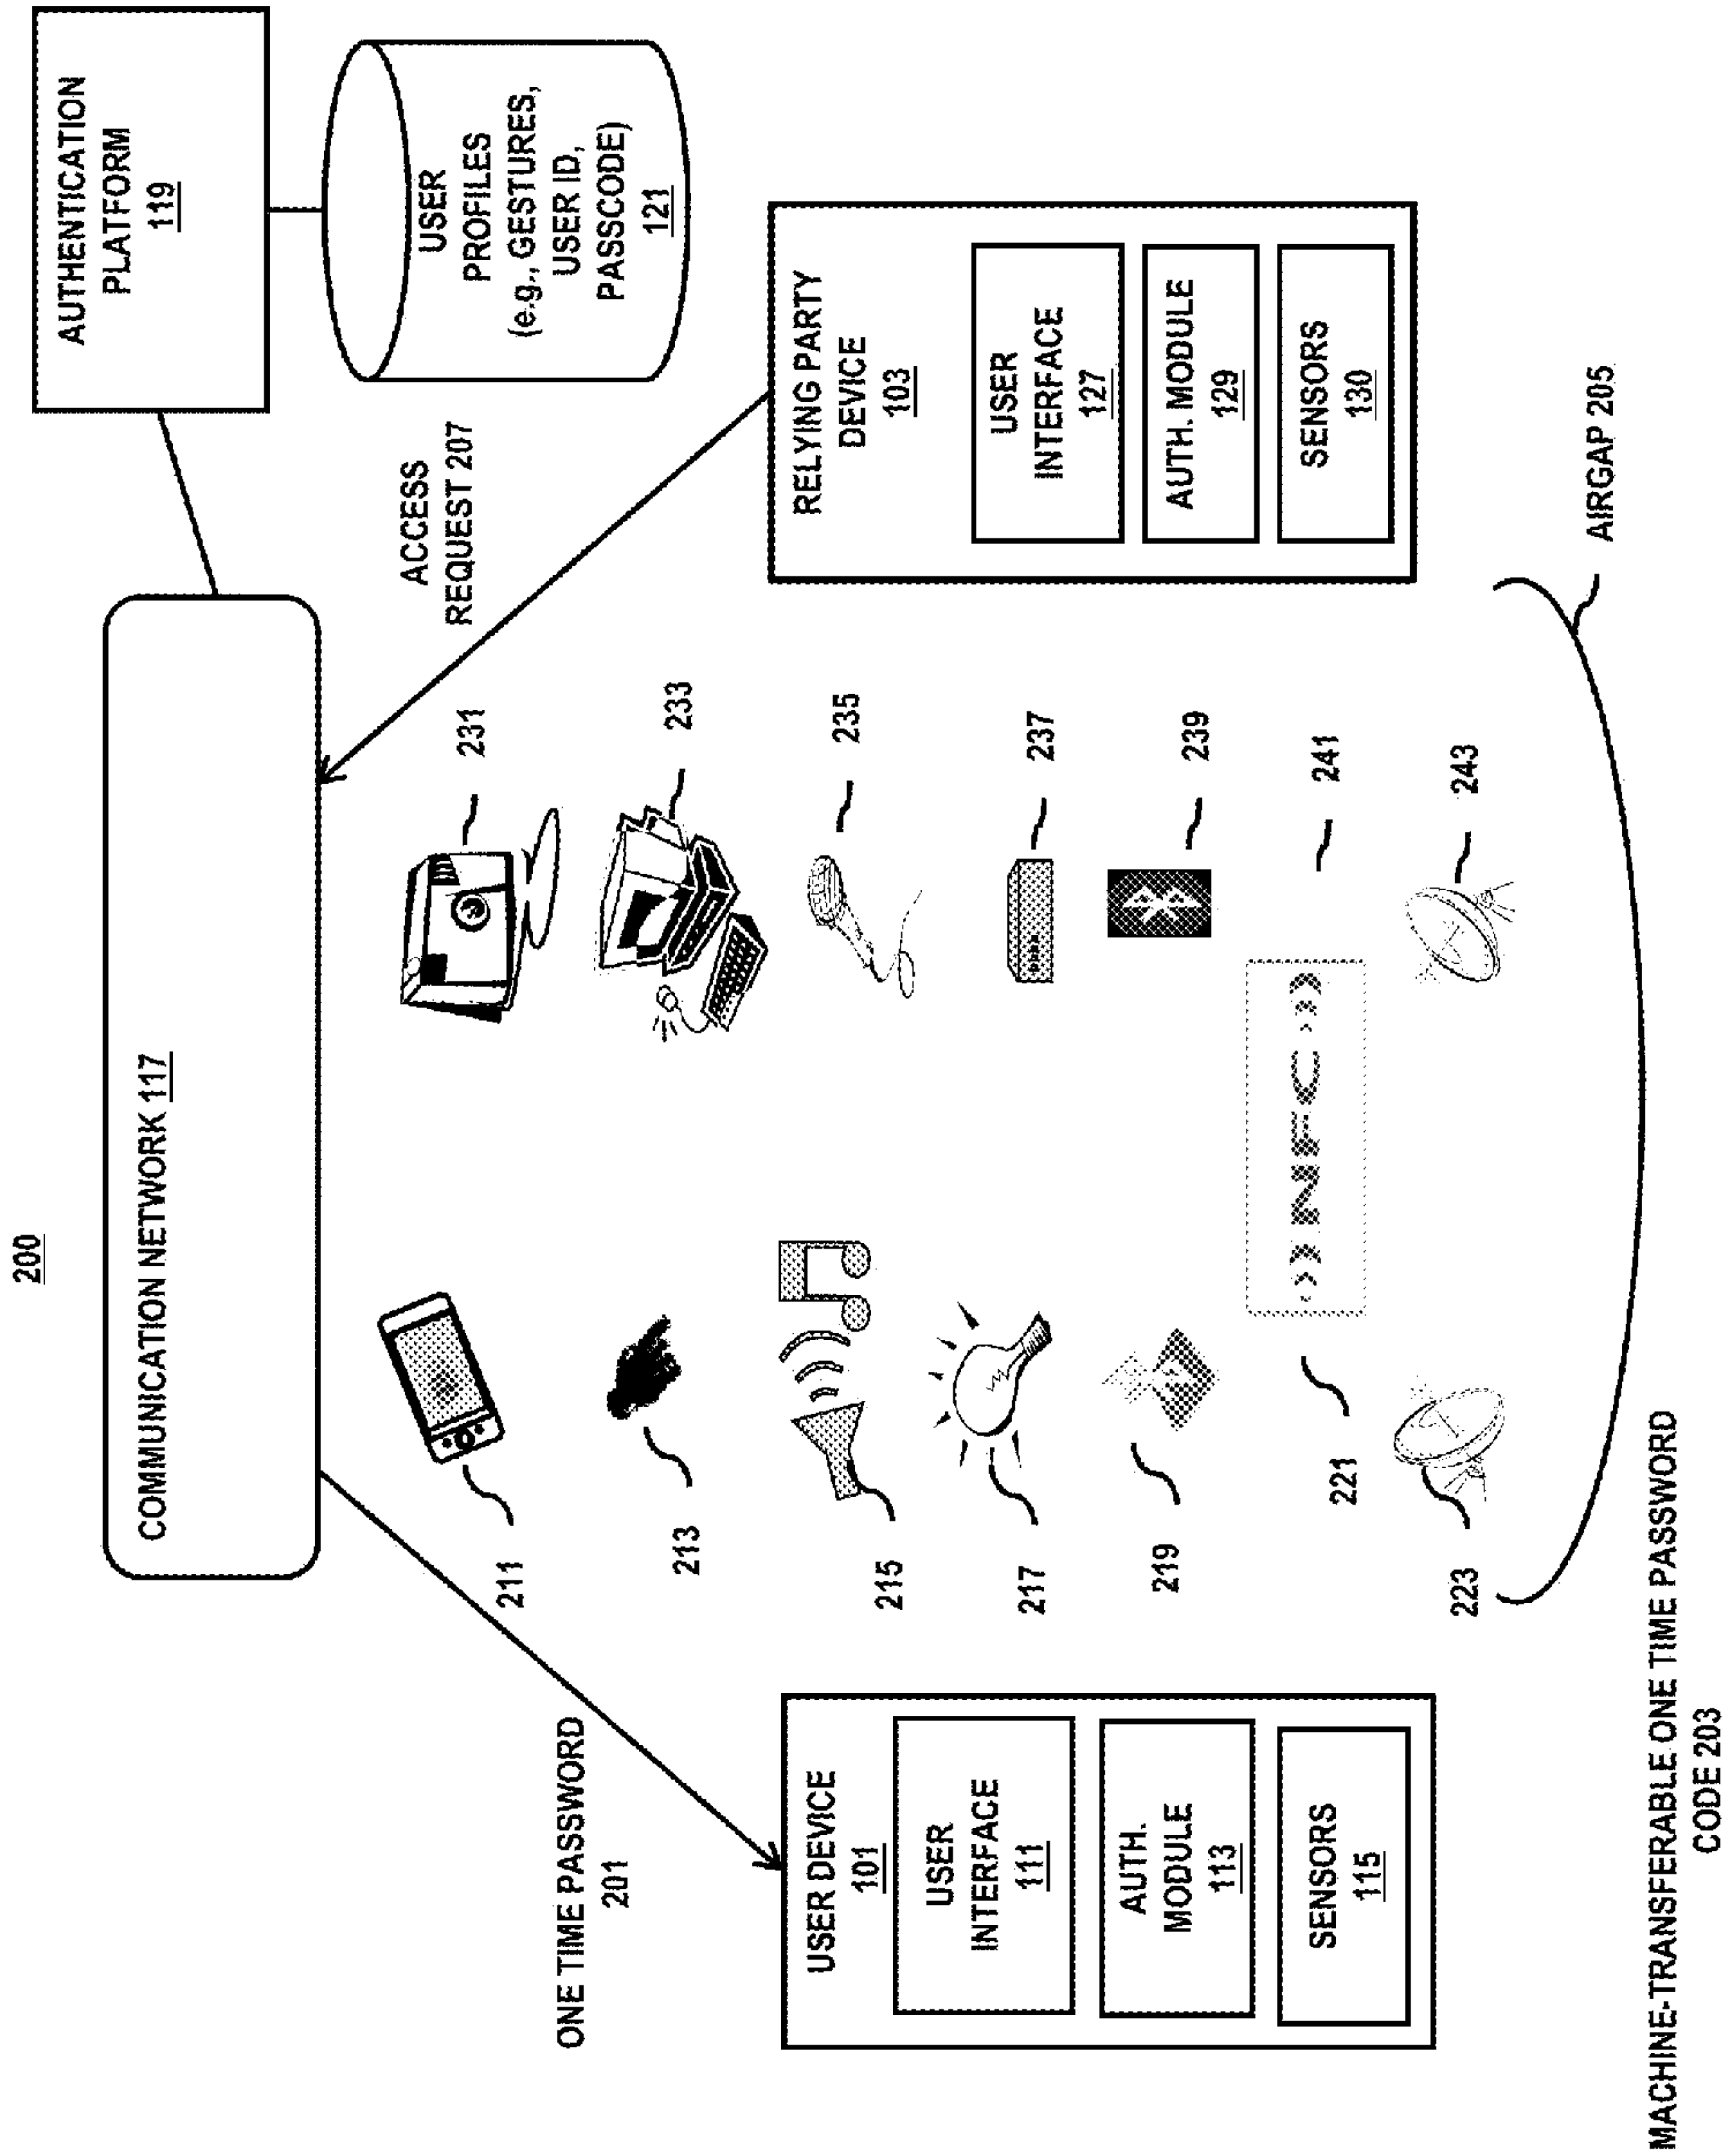 200
COMMUNICATION NETWORK 117
AUTHENTICATION
PLATFORM
119
USER
PROFILES
(e.g., GESTURES,
USER ID,
PASSCODE)
121
ONE TIME PASSWORD
201
ACCESS
REQUEST 207
USER DEVICE
101
USER
INTERFACE
111
AUTH.
MODULE
113
SENSORS
115
211
213
215
217
219
221
223
NFC
231
233
235
237
239
241
243
RELYING PARTY
DEVICE
103
USER
INTERFACE
127
AUTH. MODULE
129
SENSORS
130
AIRGAP 205
MACHINE-TRANSFERABLE ONE TIME PASSWORD
CODE 203